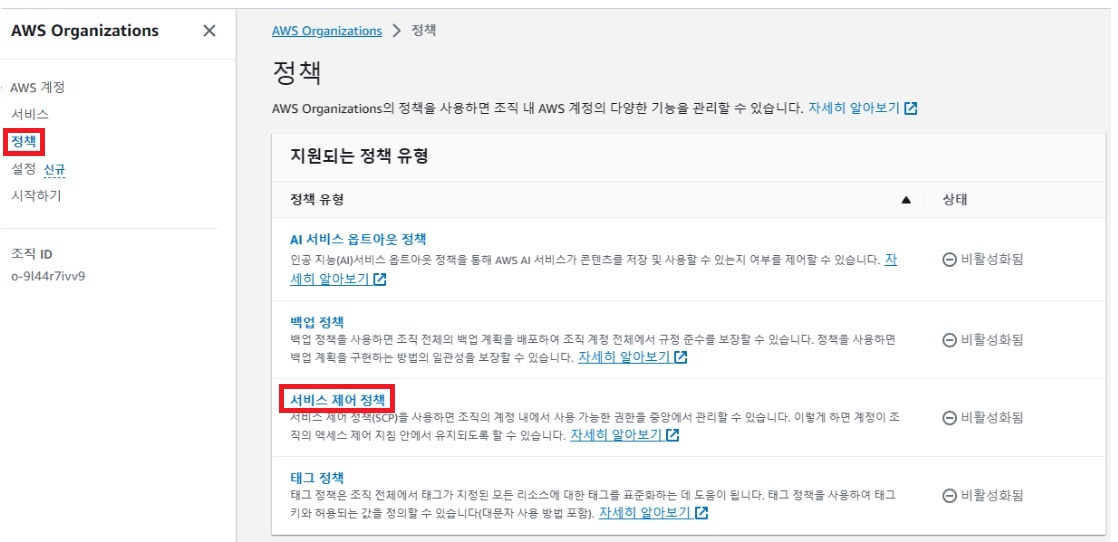 AWS Organizations
AWS 계정
서비스
정책
설정 신규
시작하기
조직 ID
o-9l44r7ivv9
AWS Organizations > 정책
정책
AWS Organizations의 정책을 사용하면 조직 내 AWS 계정의 다양한 기능을 관리할 수 있습니다. 자세히 알아보기
지원되는 정책 유형
정책 유형 상태
AI 서비스 옵트아웃 정책
인공 지능(AI)서비스 옵트아웃 정책을 통해 AWS AI 서비스가 콘텐츠를 저장 및 사용할 수 있는지 여부를 제어할 수 있습니다. 자
세히 알아보기
비활성화됨
백업 정책
백업 정책을 사용하면 조직 전체의 백업 계획을 배포하여 조직 계정 전체에서 규정 준수를 보장할 수 있습니다. 정책을 사용하면
백업 계획을 구현하는 방법의 일관성을 보장할 수 있습니다. 자세히 알아보기
비활성화됨
서비스 제어 정책
서비스 제어 정책(SCP)을 사용하면 조직의 계정 내에서 사용 가능한 권한을 중앙에서 관리할 수 있습니다. 이렇게 하면 계정이 조
직의 액세스 제어 지침 안에서 유지되도록 할 수 있습니다. 자세히 알아보기
비활성화됨
태그 정책
태그 정책은 조직 전체에서 태그가 지정된 모든 리소스에 대한 태그를 표준화하는 데 도움이 됩니다. 태그 정책을 사용하여 태그
키와 허용되는 값을 정의할 수 있습니다(대문자 사용 방법 포함). 자세히 알아보기
비활성화됨